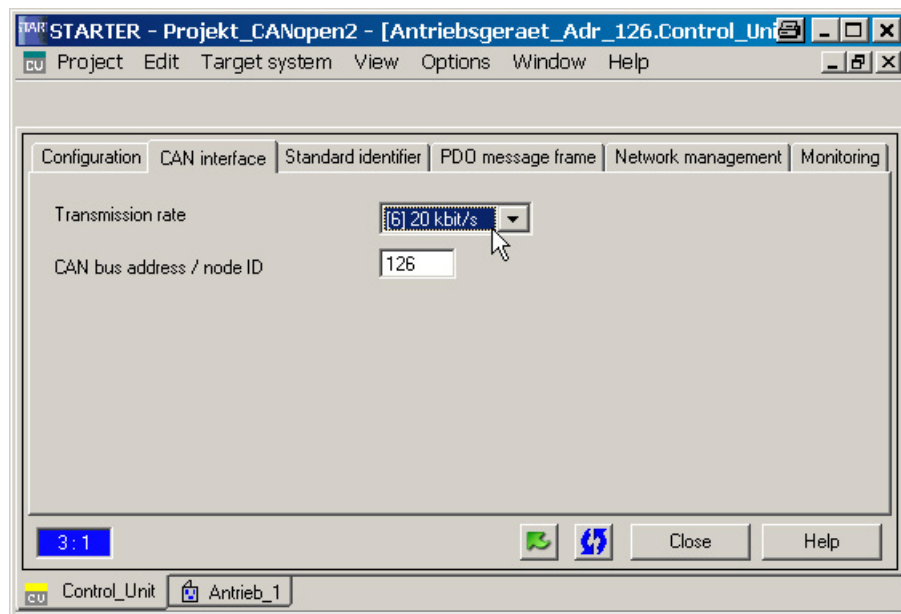 STARTER - Projekt_CANopen2 - [Antriebsgeraet_Adr_126.Control_Uni
CU Project Edit Target system View Options Window Help
Configuration CAN interface Standard identifier PDO message frame Network management Monitoring
Transmission rate [6] 20 kbit/s
CAN bus address / node ID 126
3:1 Close Help
CU Control_Unit Antrieb_1